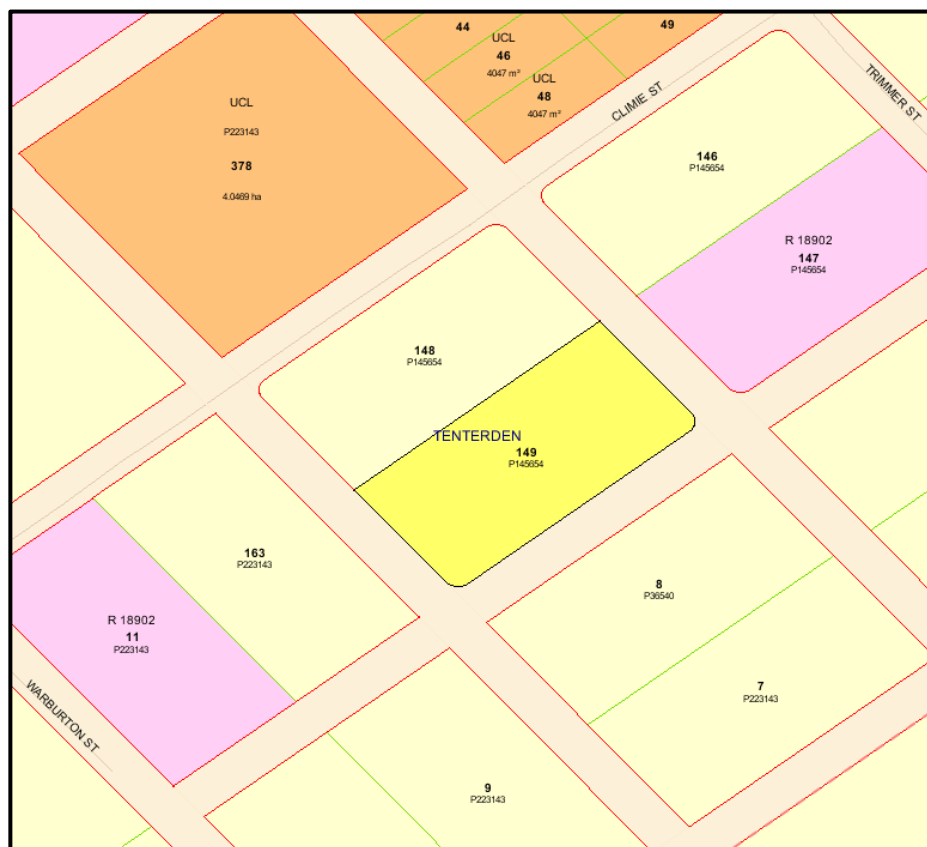 44
49
UCL
46
4047 m²
UCL
48
4047 m²
CLIMIE ST
TRIMMER ST
UCL
P223143
378
4.0469 ha
146
P145654
R 18902
147
P145654
148
P145654
TENTERDEN
149
P145654
163
P223143
8
P36540
R 18902
11
P223143
7
P223143
WARBURTON ST
9
P223143